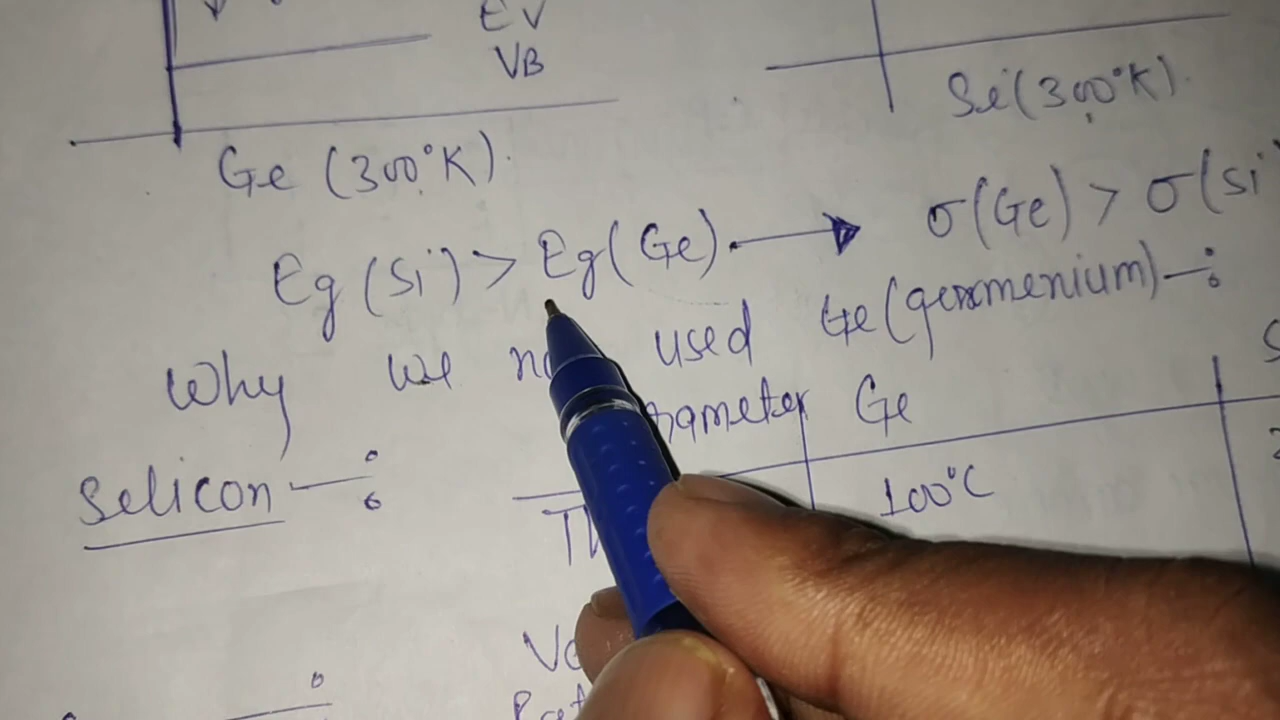 EV
VB
Si(300°K).
Ge (300°K).
Eg(Si) > Eg(Ge). → σ(Ge) > σ(Si)
Why we used Ge(germenium)-:
Selicon -:
Ge
100°C